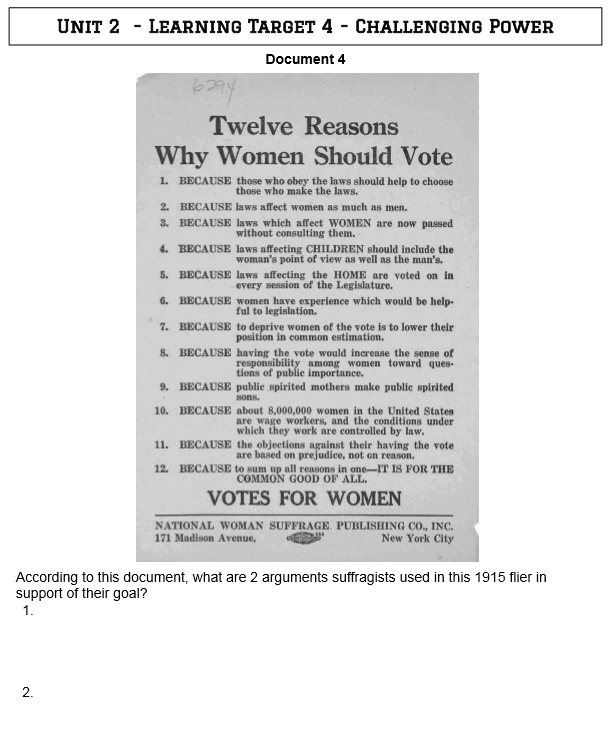 UNIT 2 - LEARNING TARGET 4 - CHALLENGING POWER
Document 4
6294
Twelve Reasons
Why Women Should Vote
1. BECAUSE those who obey the laws should help to choose
those who make the laws.
2. BECAUSE laws affect women as much as men.
3. BECAUSE laws which affect WOMEN are now passed
without consulting them.
4. BECAUSE laws affecting CHILDREN should include the
woman's point of view as well as the man's.
5. BECAUSE laws affecting the HOME are voted on in
every session of the Legislature.
6. BECAUSE women have experience which would be help-
ful to legislation.
7. BECAUSE to deprive women of the vote is to lower their
position in common estimation.
8. BECAUSE having the vote would increase the sense of
responsibility among women toward ques-
tions of public importance.
9. BECAUSE public spirited mothers make public spirited
sons.
10. BECAUSE about 8,000,000 women in the United States
are wage workers, and the conditions under
which they work are controlled by law.
11. BECAUSE the objections against their having the vote
are based on prejudice, not on reason.
12. BECAUSE to sum up all reasons in one—IT IS FOR THE
COMMON GOOD OF ALL.
VOTES FOR WOMEN
NATIONAL WOMAN SUFFRAGE PUBLISHING CO., INC.
171 Madison Avenue, New York City
According to this document, what are 2 arguments suffragists used in this 1915 flier in
support of their goal?
1.
2.